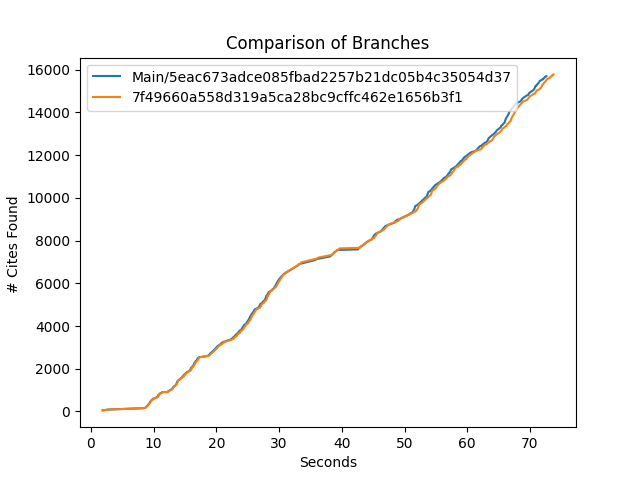 Comparison of Branches
Main/5eac673adce085fbad2257b21dc05b4c35054d37
7f49660a558d319a5ca28bc9cffc462e1656b3f1
# Cites Found
16000
14000
12000
10000
8000
6000
4000
2000
0
0 10 20 30 40 50 60 70
Seconds